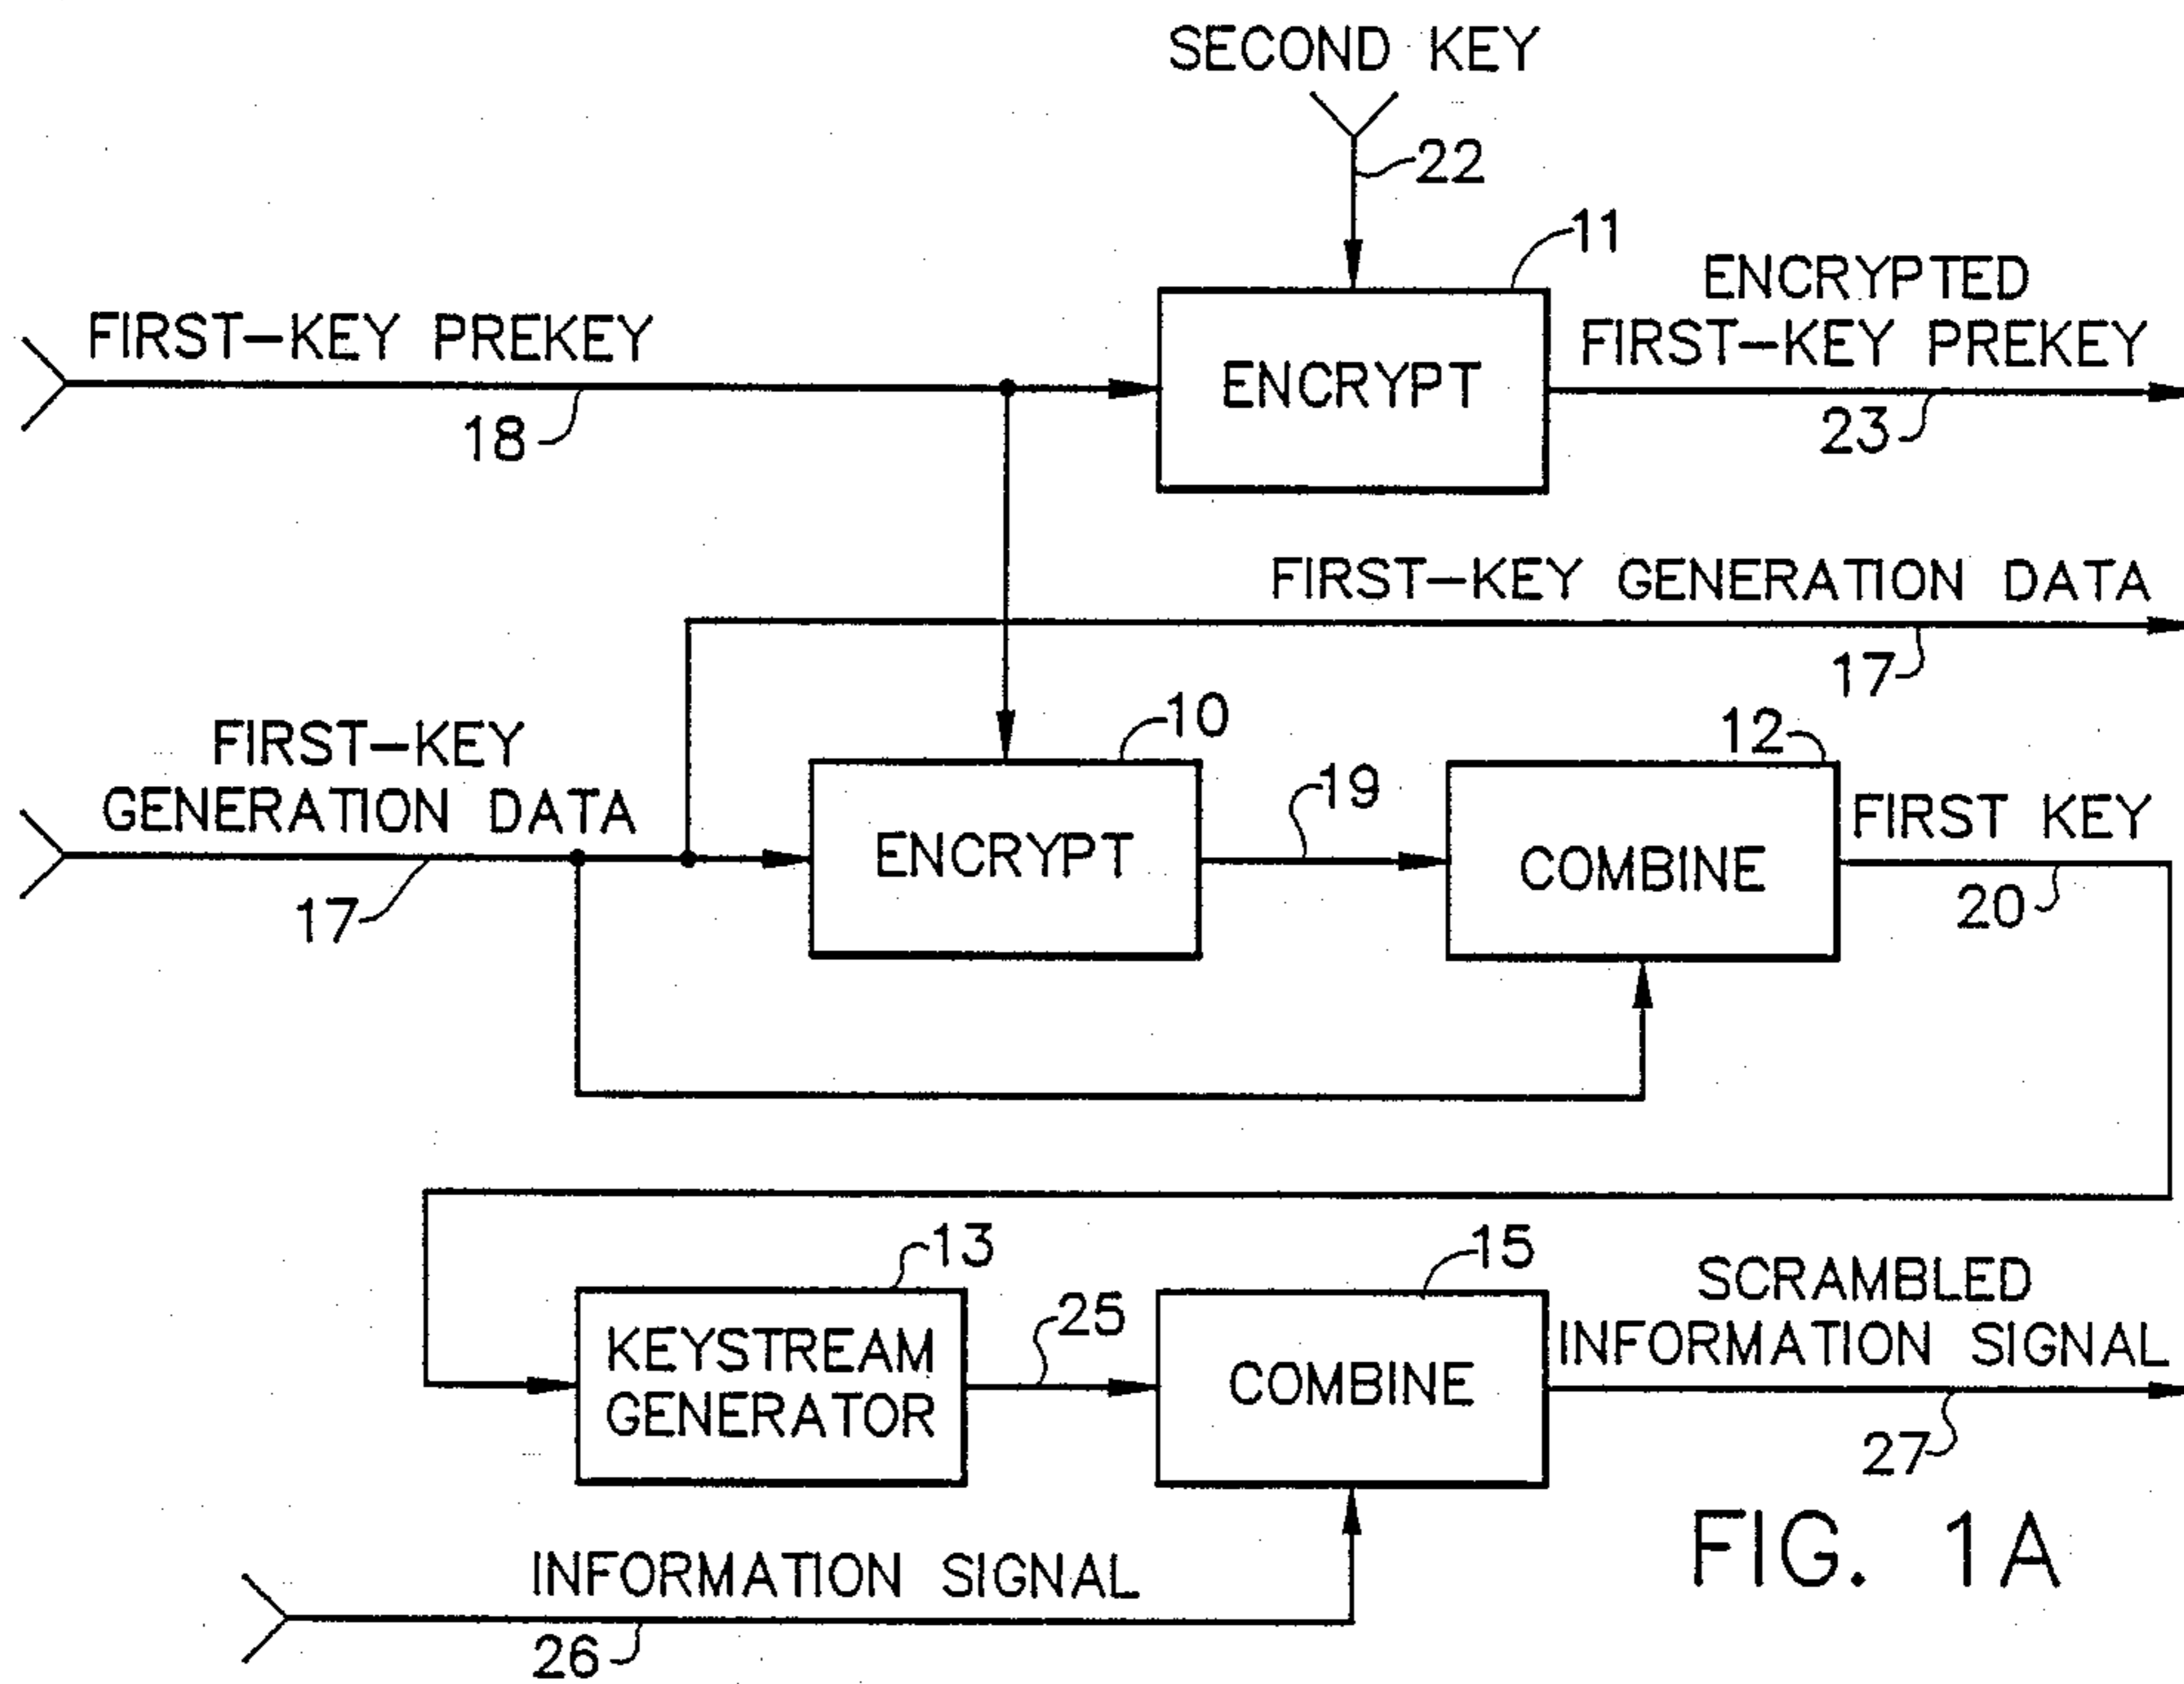 SECOND KEY
22
11
ENCRYPTED
FIRST-KEY PREKEY
FIRST-KEY PREKEY
ENCRYPT
18
23
FIRST-KEY GENERATION DATA
17
10
12
FIRST-KEY
GENERATION DATA
19
FIRST KEY
ENCRYPT
COMBINE
17
20
13
15
SCRAMBLED
INFORMATION SIGNAL
25
KEYSTREAM
GENERATOR
COMBINE
27
FIG. 1A
INFORMATION SIGNAL
26